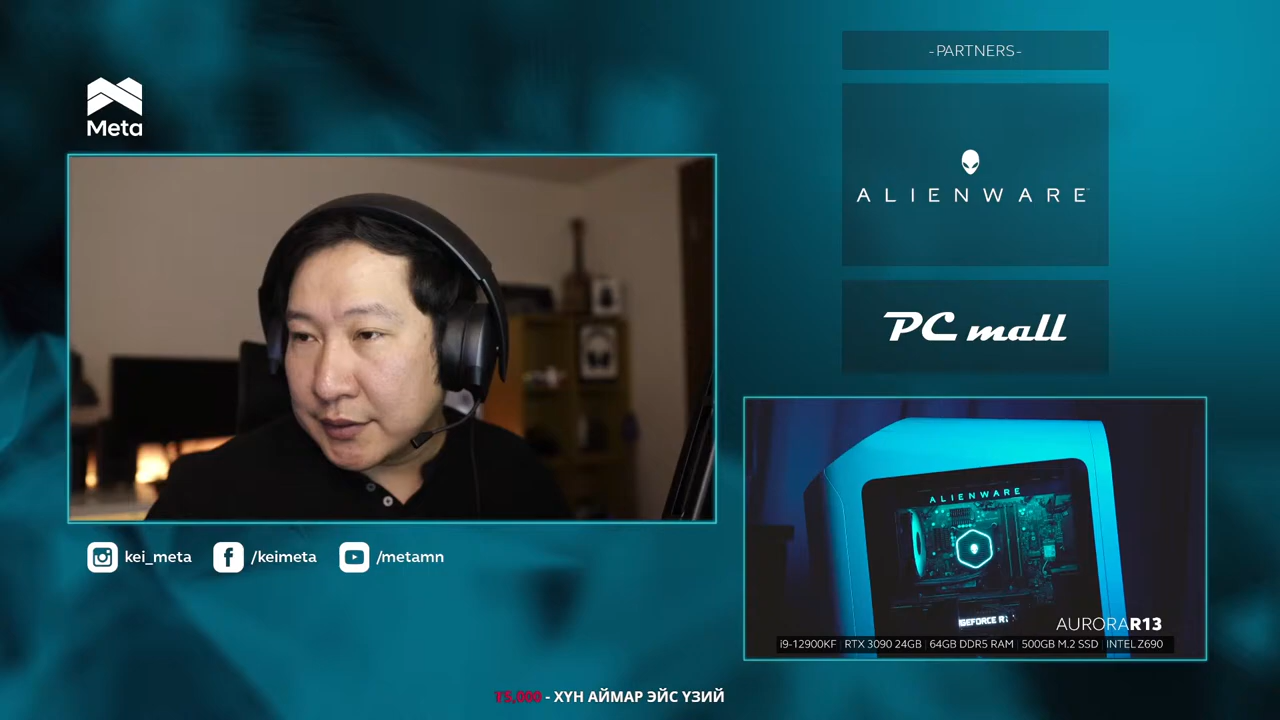 -PARTNERS-
Meta
ALIENWARE
PC mall
ALIENWARE
kei_meta
/keimeta
/metamn
GEFORCE R
AURORAR13
i9-12900KF | RTX 3090 24GB | 64GB DDR5 RAM | 500GB M.2 SSD | INTEL Z690
₮5,000 - ХҮН АЙМАР ЭЙС ҮЗИЙ